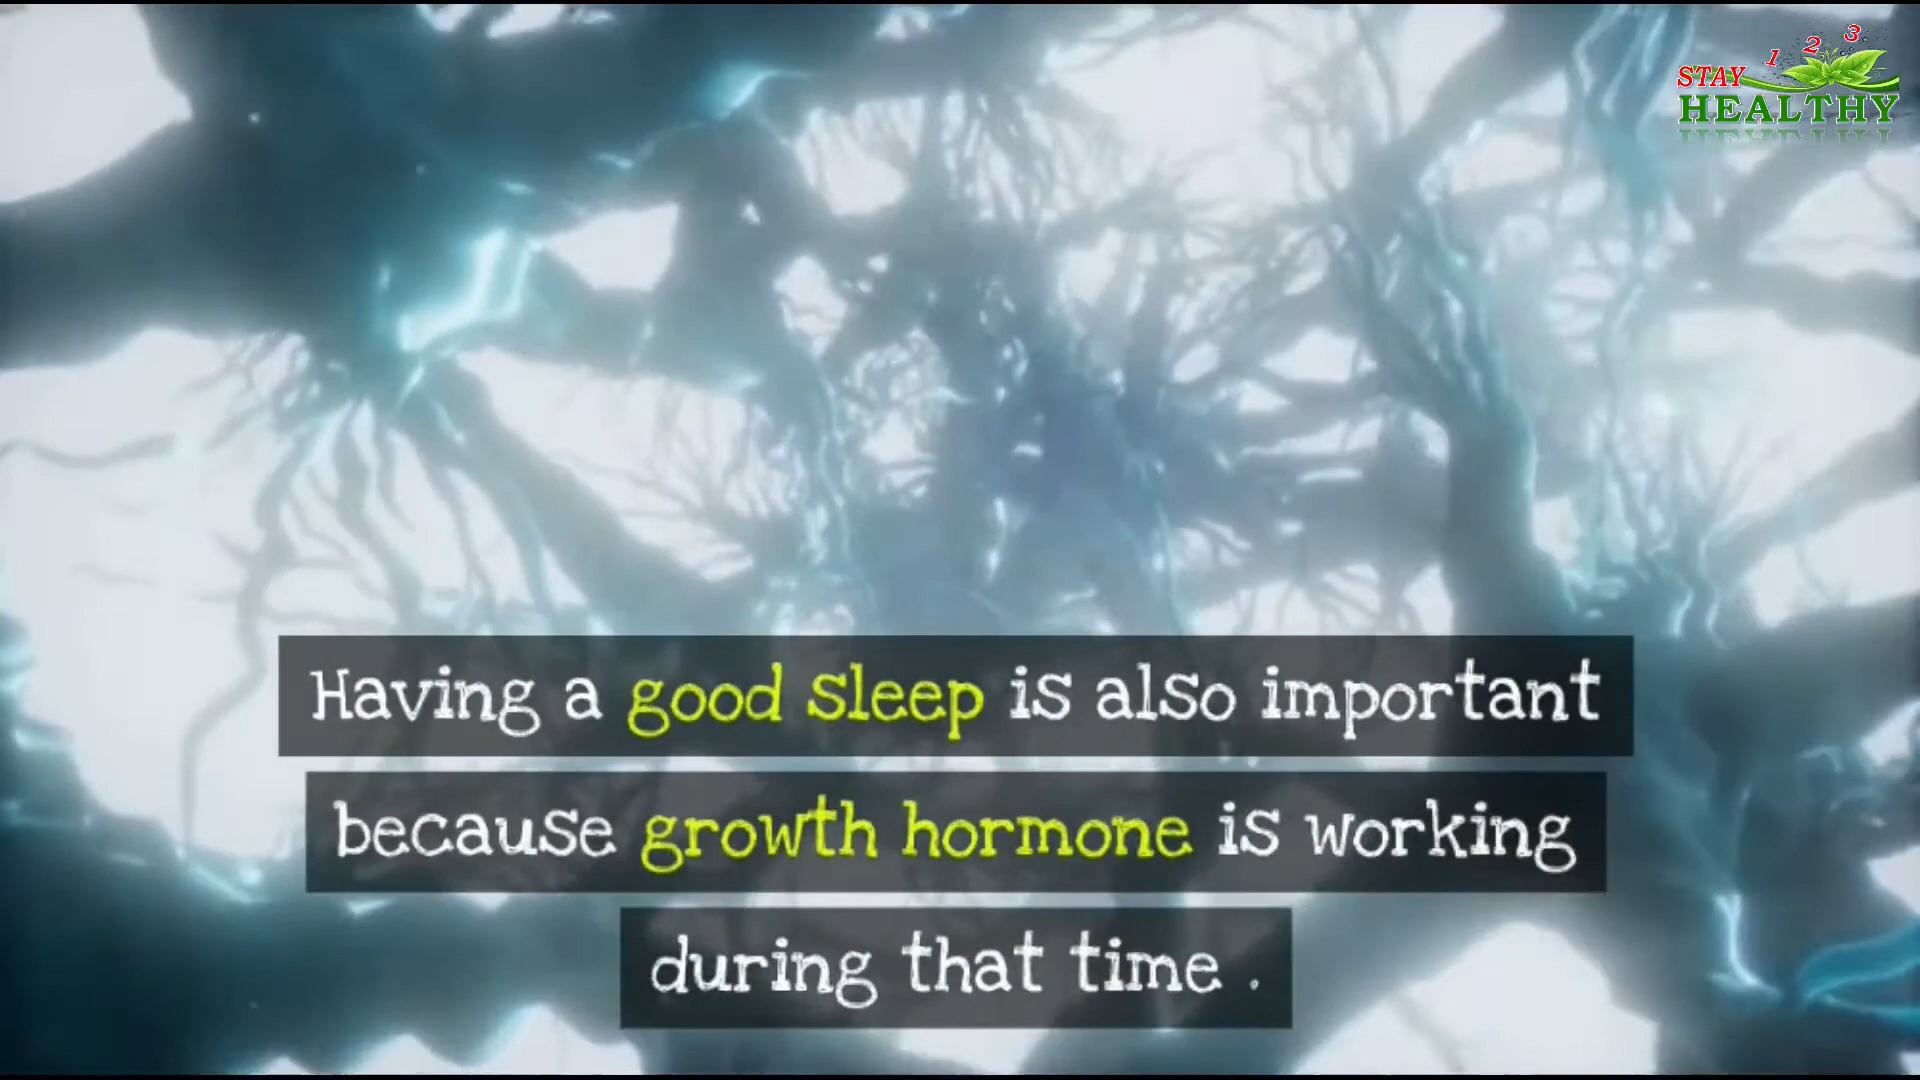 1 2 3
STAY
HEALTHY
Having a good sleep is also important
because growth hormone is working
during that time .